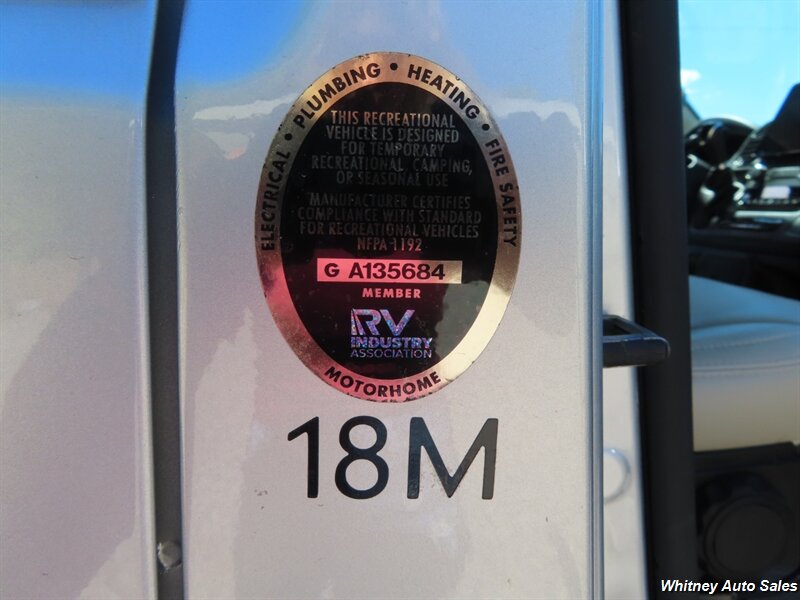 ELECTRICAL • PLUMBING • HEATING • FIRE SAFETY
THIS RECREATIONAL
VEHICLE IS DESIGNED
FOR TEMPORARY
RECREATIONAL, CAMPING,
OR SEASONAL USE
MANUFACTURER CERTIFIES
COMPLIANCE WITH STANDARD
FOR RECREATIONAL VEHICLES
NFPA-1192
G A135684
MEMBER
RV
INDUSTRY
ASSOCIATION
MOTORHOME
18M
Whitney Auto Sales